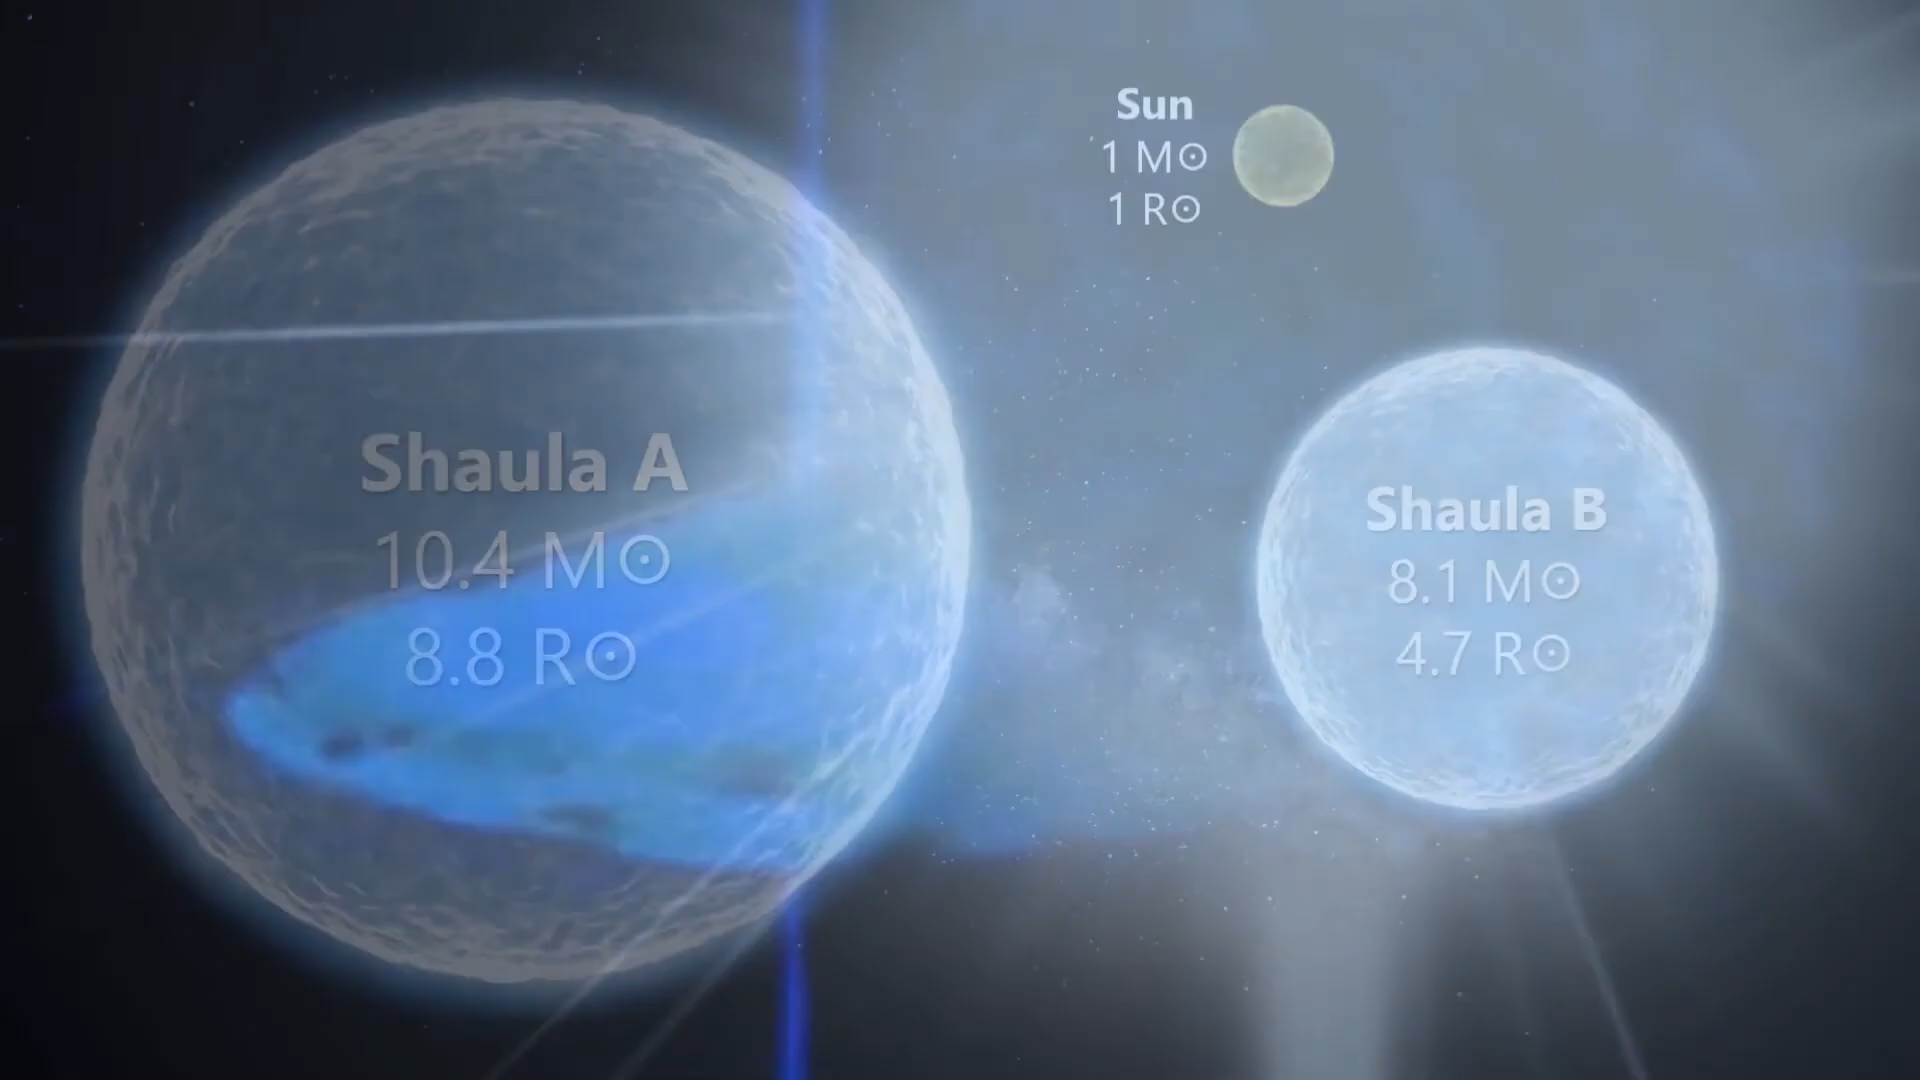 Sun
1 M☉
1 R☉
Shaula A
10.4 M☉
8.8 R☉
Shaula B
8.1 M☉
4.7 R☉